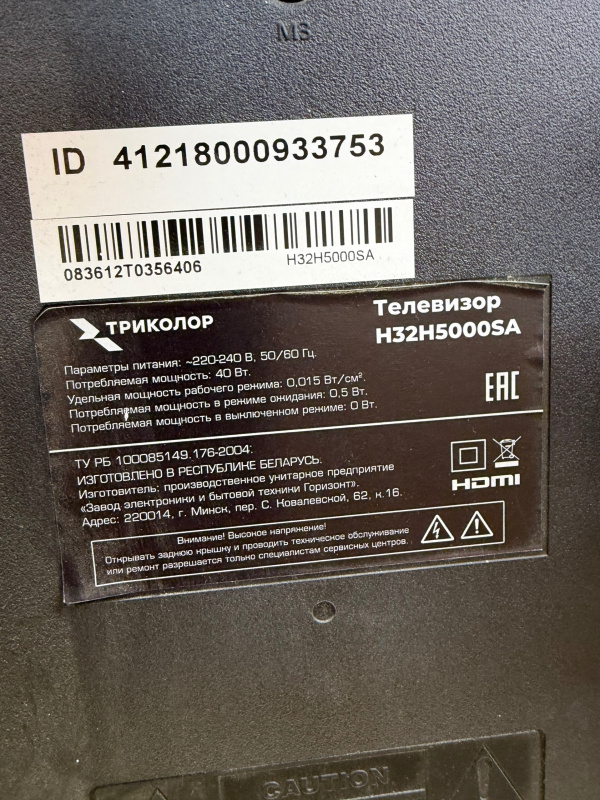 MS
ID 41218000933753
083612T0356406 H32H5000SA
ТРИКОЛОР
Телевизор
H32H5000SA
Параметры питания: ~220-240 В, 50/60 Гц.
Потребляемая мощность: 40 Вт.
Удельная мощность рабочего режима: 0,015 Вт/см².
Потребляемая мощность в режиме ожидания: 0,5 Вт.
Потребляемая мощность в выключенном режиме: 0 Вт.
EAC
ТУ РБ 100085149.176-2004.
ИЗГОТОВЛЕНО В РЕСПУБЛИКЕ БЕЛАРУСЬ.
Изготовитель: производственное унитарное предприятие
«Завод электроники и бытовой техники Горизонт».
Адрес: 220014, г. Минск, пер. С. Ковалевской, 62, к.16.
HDMI
Внимание! Высокое напряжение!
Открывать заднюю крышку и проводить техническое обслуживание
или ремонт разрешается только специалистам сервисных центров.
CAUTION